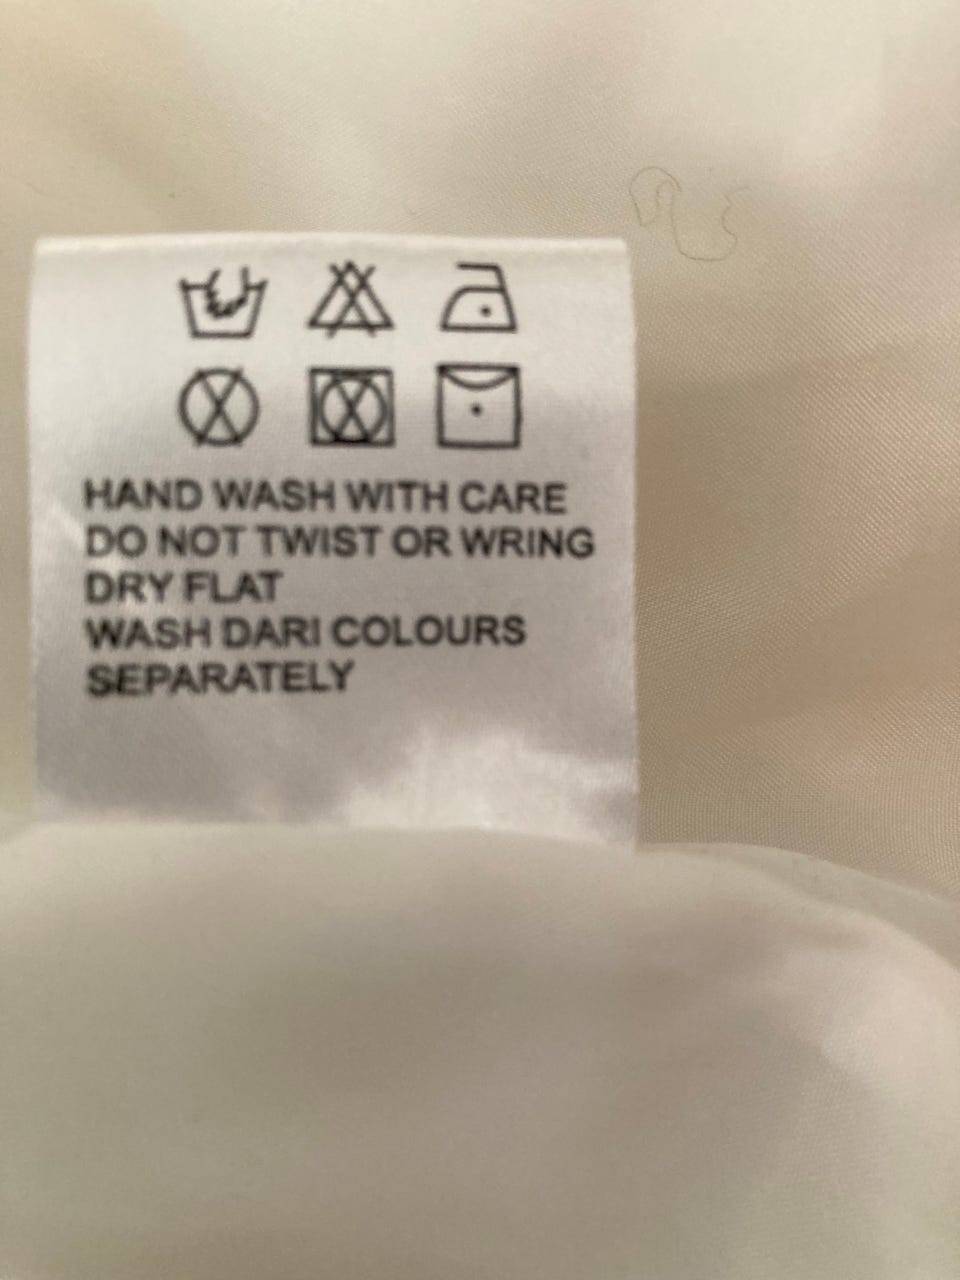 HAND WASH WITH CARE
DO NOT TWIST OR WRING
DRY FLAT
WASH DARI COLOURS
SEPARATELY